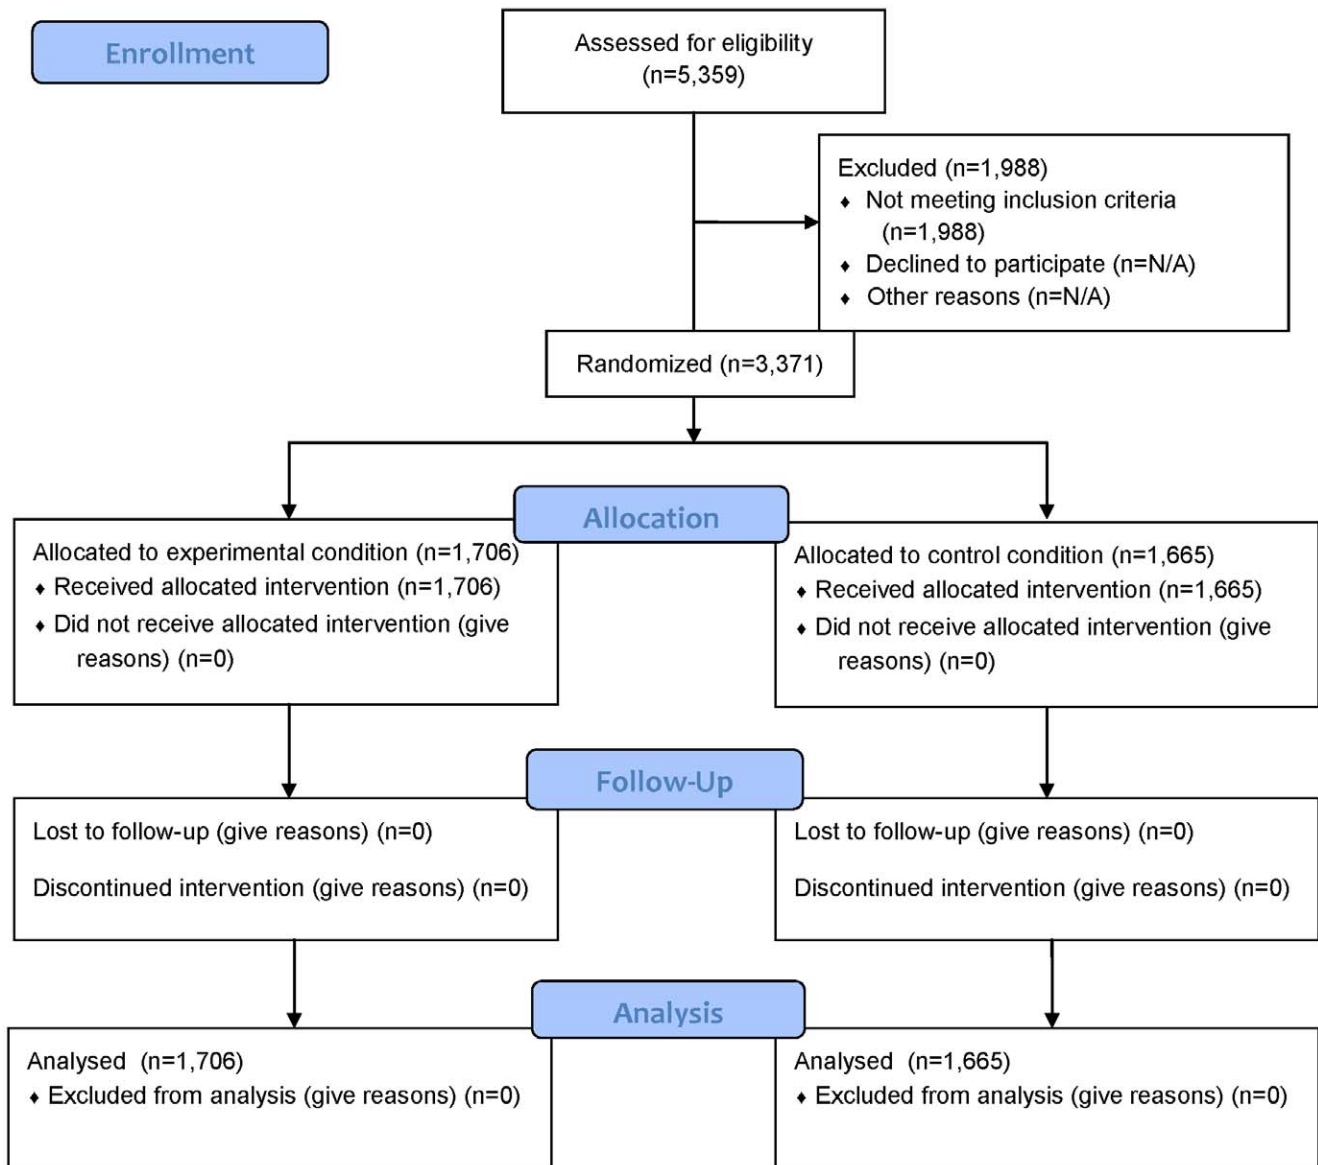 Enrollment
Assessed for eligibility
(n=5,359)
Excluded (n=1,988)
♦ Not meeting inclusion criteria
(n=1,988)
♦ Declined to participate (n=N/A)
♦ Other reasons (n=N/A)
Randomized (n=3,371)
Allocation
Allocated to experimental condition (n=1,706)
♦ Received allocated intervention (n=1,706)
♦ Did not receive allocated intervention (give
reasons) (n=0)
Allocated to control condition (n=1,665)
♦ Received allocated intervention (n=1,665)
♦ Did not receive allocated intervention (give
reasons) (n=0)
Follow-Up
Lost to follow-up (give reasons) (n=0)
Discontinued intervention (give reasons) (n=0)
Lost to follow-up (give reasons) (n=0)
Discontinued intervention (give reasons) (n=0)
Analysis
Analysed (n=1,706)
♦ Excluded from analysis (give reasons) (n=0)
Analysed (n=1,665)
♦ Excluded from analysis (give reasons) (n=0)